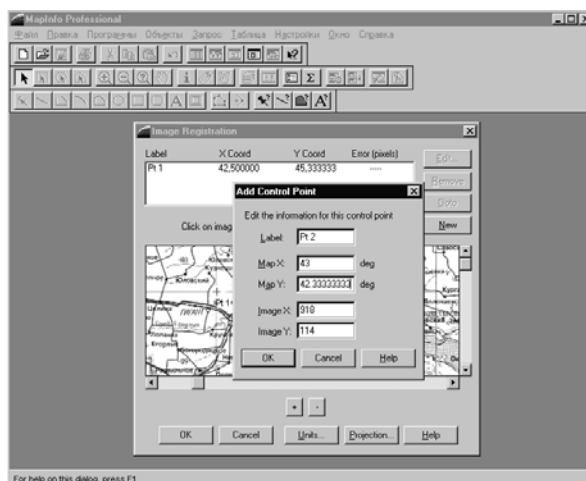 MapInfo Professional
Файл Правка Программы Объекты Запрос Таблица Настройки Окно Справка
Image Registration
Label X Coord Y Coord Error (pixels)
Pt 1 42,500000 45,333333 -----
Edit...
Remove
Goto
New
Click on imag
Add Control Point
Edit the information for this control point
Label: Pt 2
Map X: 43 deg
Map Y: 42.33333333 deg
Image X: 918
Image Y: 114
OK Cancel Help
Pt 1
+ -
OK Cancel Units... Projection... Help
For help on this dialog, press F1